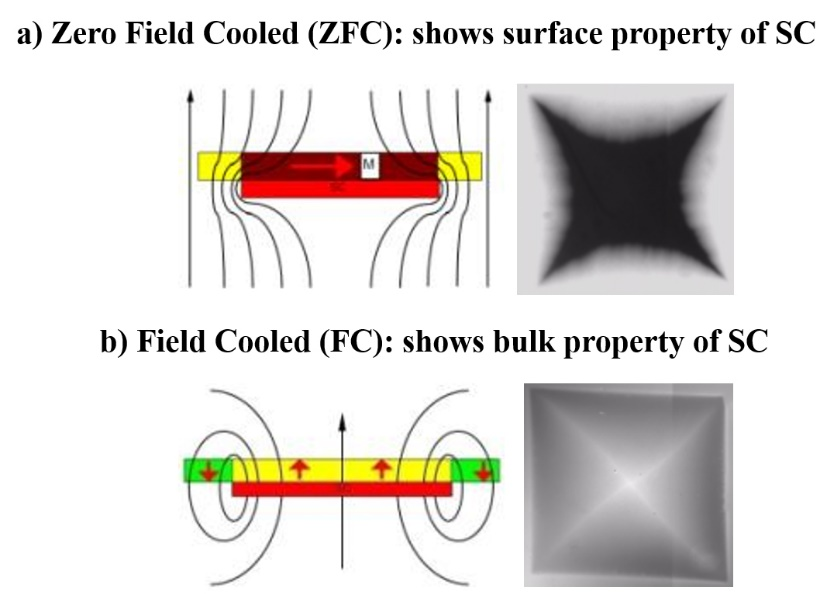 a) Zero Field Cooled (ZFC): shows surface property of SC
M
SC
b) Field Cooled (FC): shows bulk property of SC